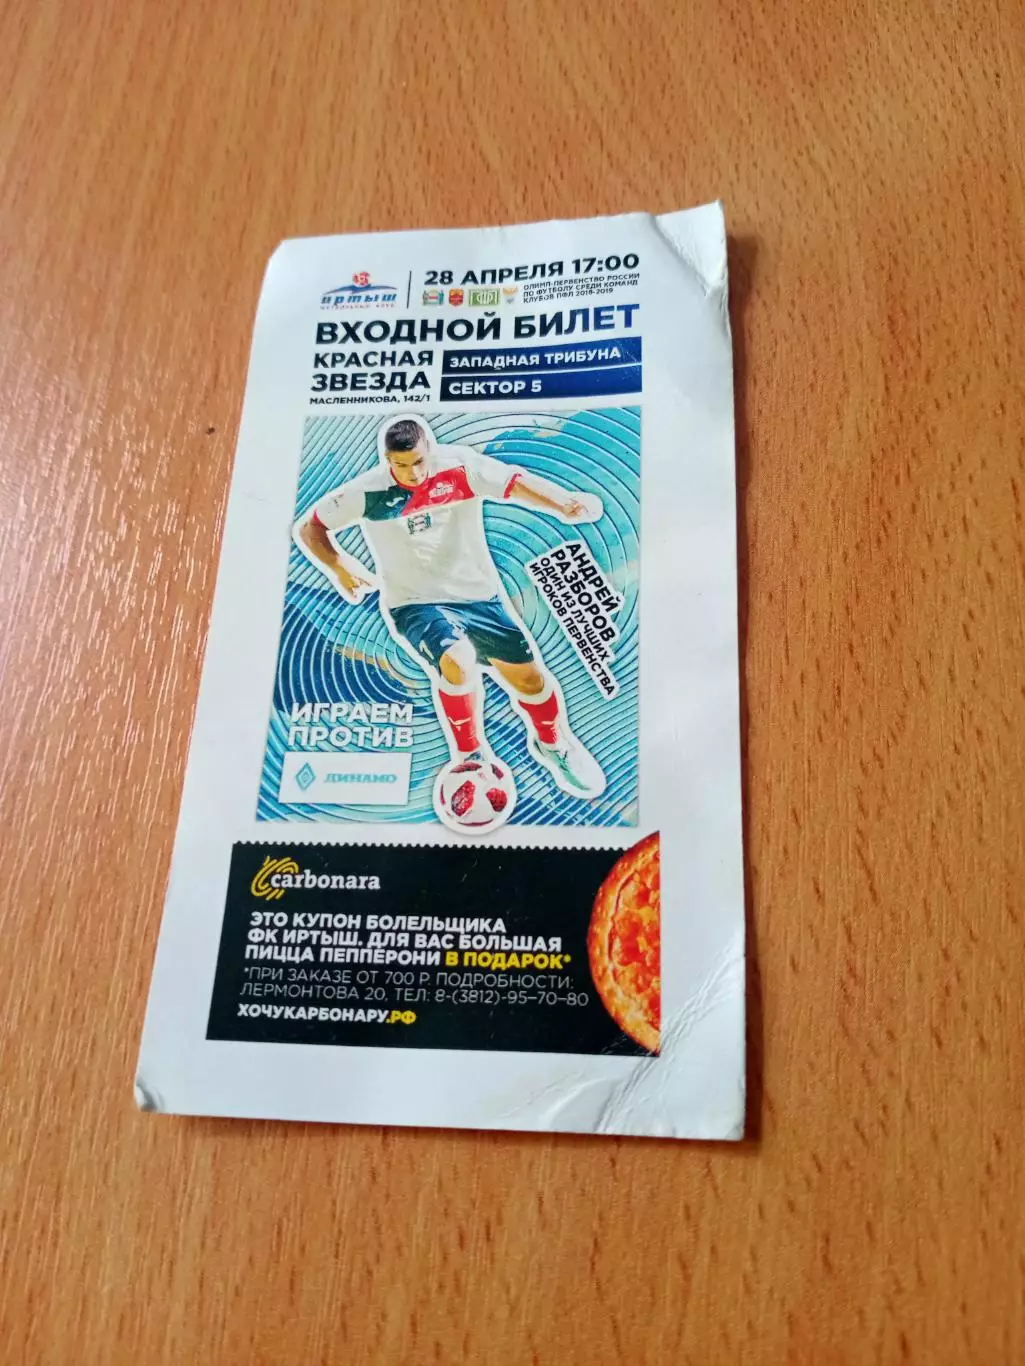 ИРТЫШ
ФУТБОЛЬНЫЙ КЛУБ
28 АПРЕЛЯ 17:00
ОЛИМП-ПЕРВЕНСТВО РОССИИ
ПО ФУТБОЛУ СРЕДИ КОМАНД
КЛУБОВ ПФЛ 2018-2019
ВХОДНОЙ БИЛЕТ
КРАСНАЯ
ЗВЕЗДА
МАСЛЕННИКОВА, 142/1
ЗАПАДНАЯ ТРИБУНА
СЕКТОР 5
АНДРЕЙ
РАЗБОРОВ
ОДИН ИЗ ЛУЧШИХ
ИГРОКОВ ПЕРВЕНСТВА
ИГРАЕМ
ПРОТИВ
ДИНАМО
carbonara
ЭТО КУПОН БОЛЕЛЬЩИКА
ФК ИРТЫШ. ДЛЯ ВАС БОЛЬШАЯ
ПИЦЦА ПЕППЕРОНИ В ПОДАРОК*
*ПРИ ЗАКАЗЕ ОТ 700 Р. ПОДРОБНОСТИ:
ЛЕРМОНТОВА 20, ТЕЛ: 8-(3812)-95-70-80
ХОЧУКАРБОНАРУ.РФ